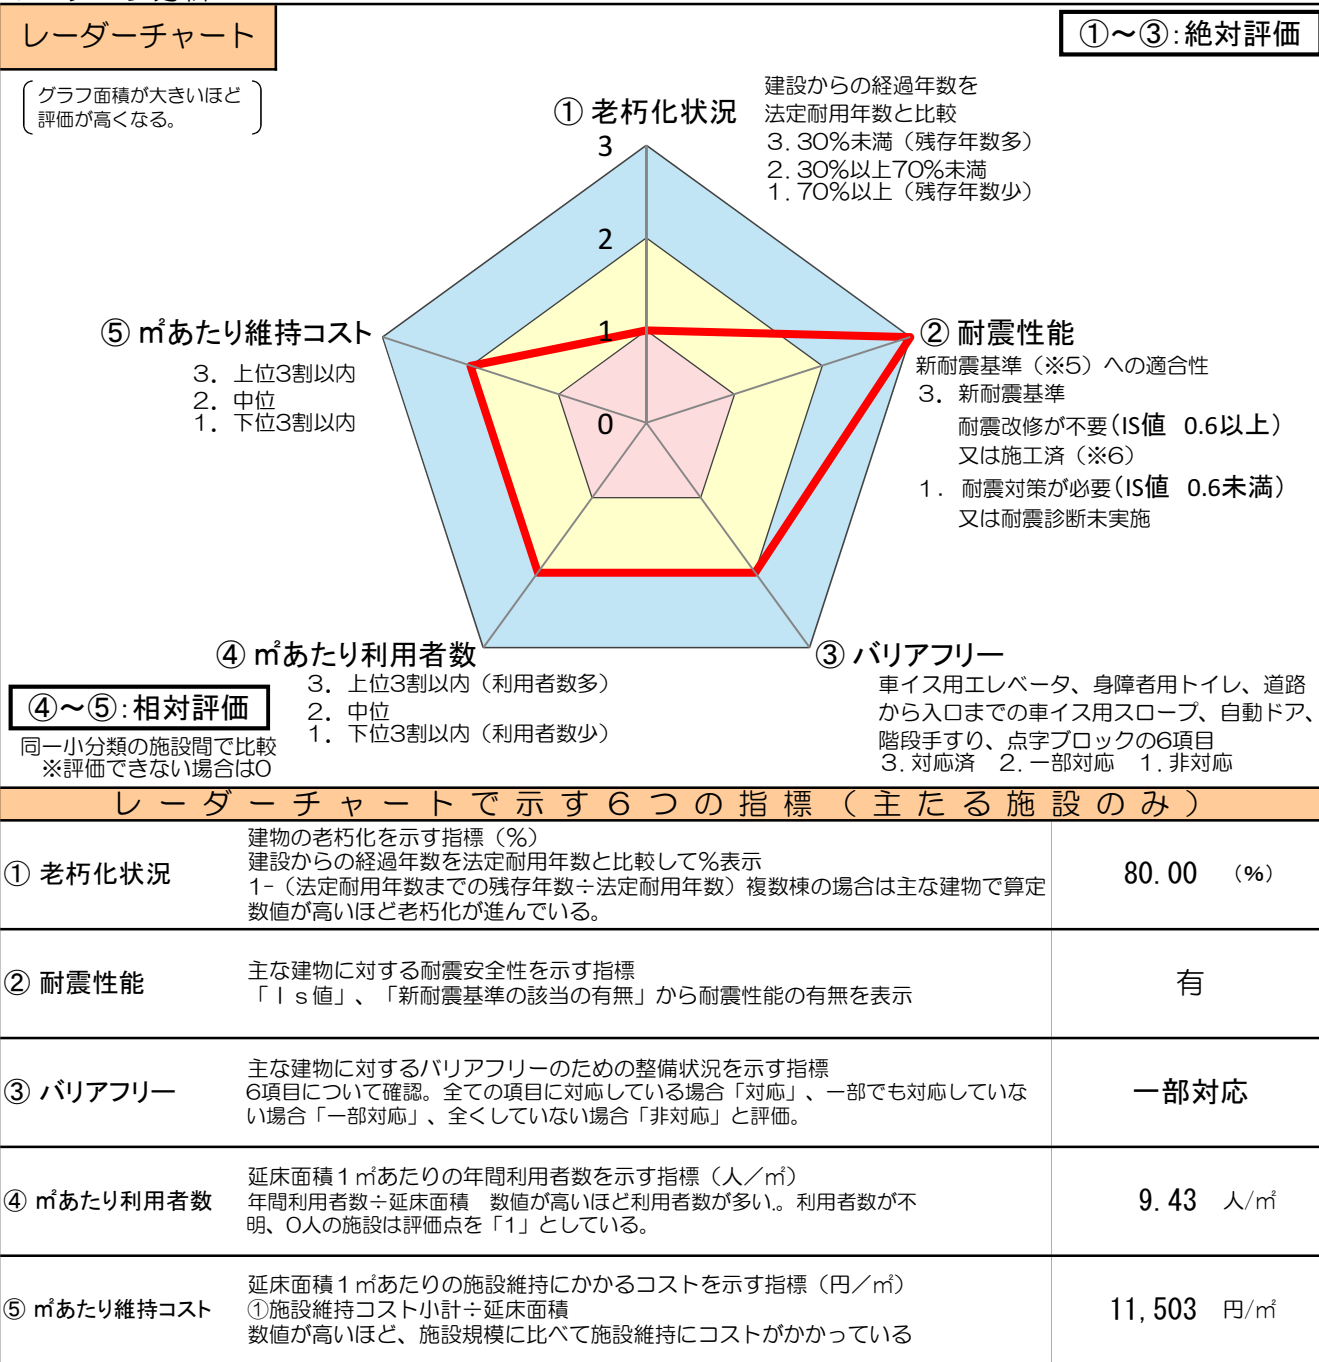 レーダーチャート
①～③:絶対評価
グラフ面積が大きいほど
評価が高くなる。
① 老朽化状況
建設からの経過年数を
法定耐用年数と比較
3．30％未満（残存年数多）
2．30％以上70％未満
1．70％以上（残存年数少）
3
2
1
0
⑤ ㎡あたり維持コスト
3．上位3割以内
2．中位
1．下位3割以内
② 耐震性能
新耐震基準（※5）への適合性
3．新耐震基準
耐震改修が不要(IS値 0.6以上)
又は施工済（※6）
1．耐震対策が必要(IS値 0.6未満)
又は耐震診断未実施
④ ㎡あたり利用者数
3．上位3割以内（利用者数多）
2．中位
1．下位3割以内（利用者数少）
③ バリアフリー
車イス用エレベータ、身障者用トイレ、道路
から入口までの車イス用スロープ、自動ドア、
階段手すり、点字ブロックの6項目
3．対応済 2．一部対応 1．非対応
④～⑤:相対評価
同一小分類の施設間で比較
※評価できない場合は0
レーダーチャートで示す6つの指標（主たる施設のみ）
① 老朽化状況
建物の老朽化を示す指標（％）
建設からの経過年数を法定耐用年数と比較して％表示
1-（法定耐用年数までの残存年数÷法定耐用年数）複数棟の場合は主な建物で算定
数値が高いほど老朽化が進んでいる。
80.00 （%）
② 耐震性能
主な建物に対する耐震安全性を示す指標
「Ｉｓ値」、「新耐震基準の該当の有無」から耐震性能の有無を表示
有
③ バリアフリー
主な建物に対するバリアフリーのための整備状況を示す指標
6項目について確認。全ての項目に対応している場合「対応」、一部でも対応していな
い場合「一部対応」、全くしていない場合「非対応」と評価。
一部対応
④ ㎡あたり利用者数
延床面積１㎡あたりの年間利用者数を示す指標（人／㎡）
年間利用者数÷延床面積 数値が高いほど利用者数が多い。利用者数が不
明、0人の施設は評価点を「1」としている。
9.43 人/㎡
⑤ ㎡あたり維持コスト
延床面積１㎡あたりの施設維持にかかるコストを示す指標（円／㎡）
①施設維持コスト小計÷延床面積
数値が高いほど、施設規模に比べて施設維持にコストがかかっている
11,503 円/㎡